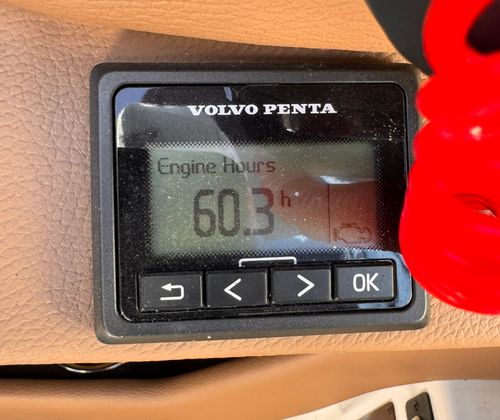 VOLVO PENTA
Engine Hours
60.3 h
< > OK